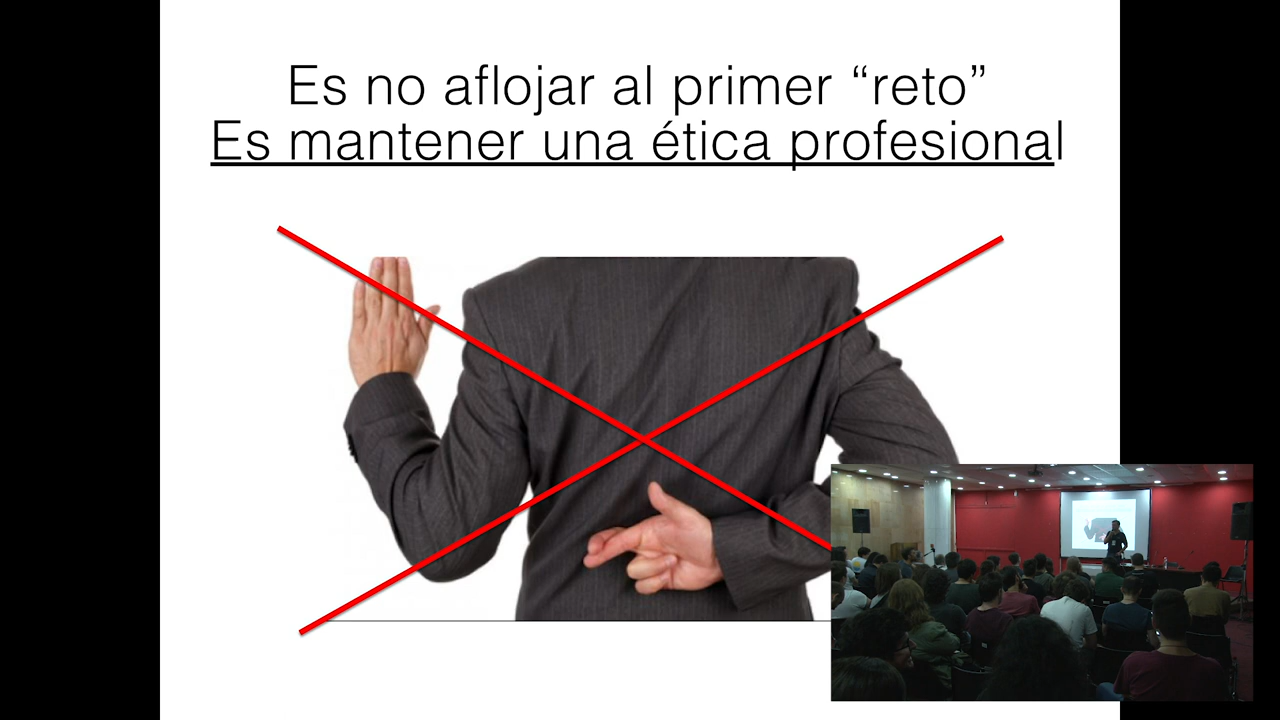 Es no aflojar al primer “reto”
Es mantener una ética profesional